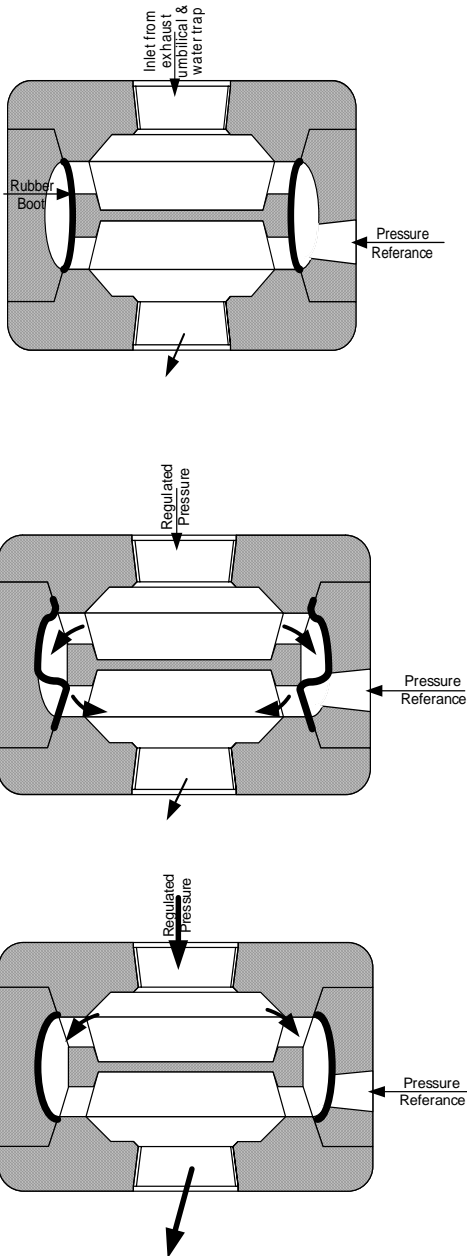 Inlet from
exhaust
umbilical &
water trap
Rubber
Boot
Pressure
Referance
Regulated
Pressure
Pressure
Referance
Regulated
Pressure
Pressure
Referance